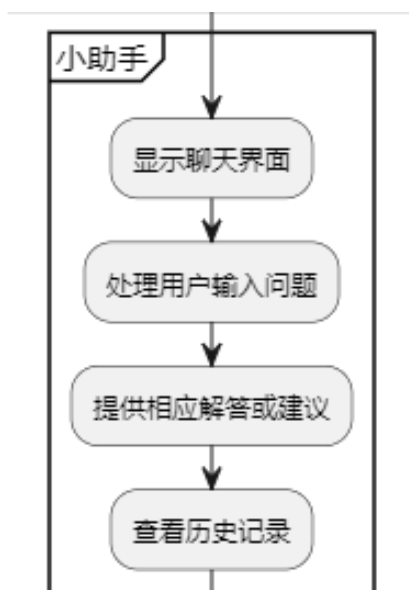 小助手
显示聊天界面
处理用户输入问题
提供相应解答或建议
查看历史记录